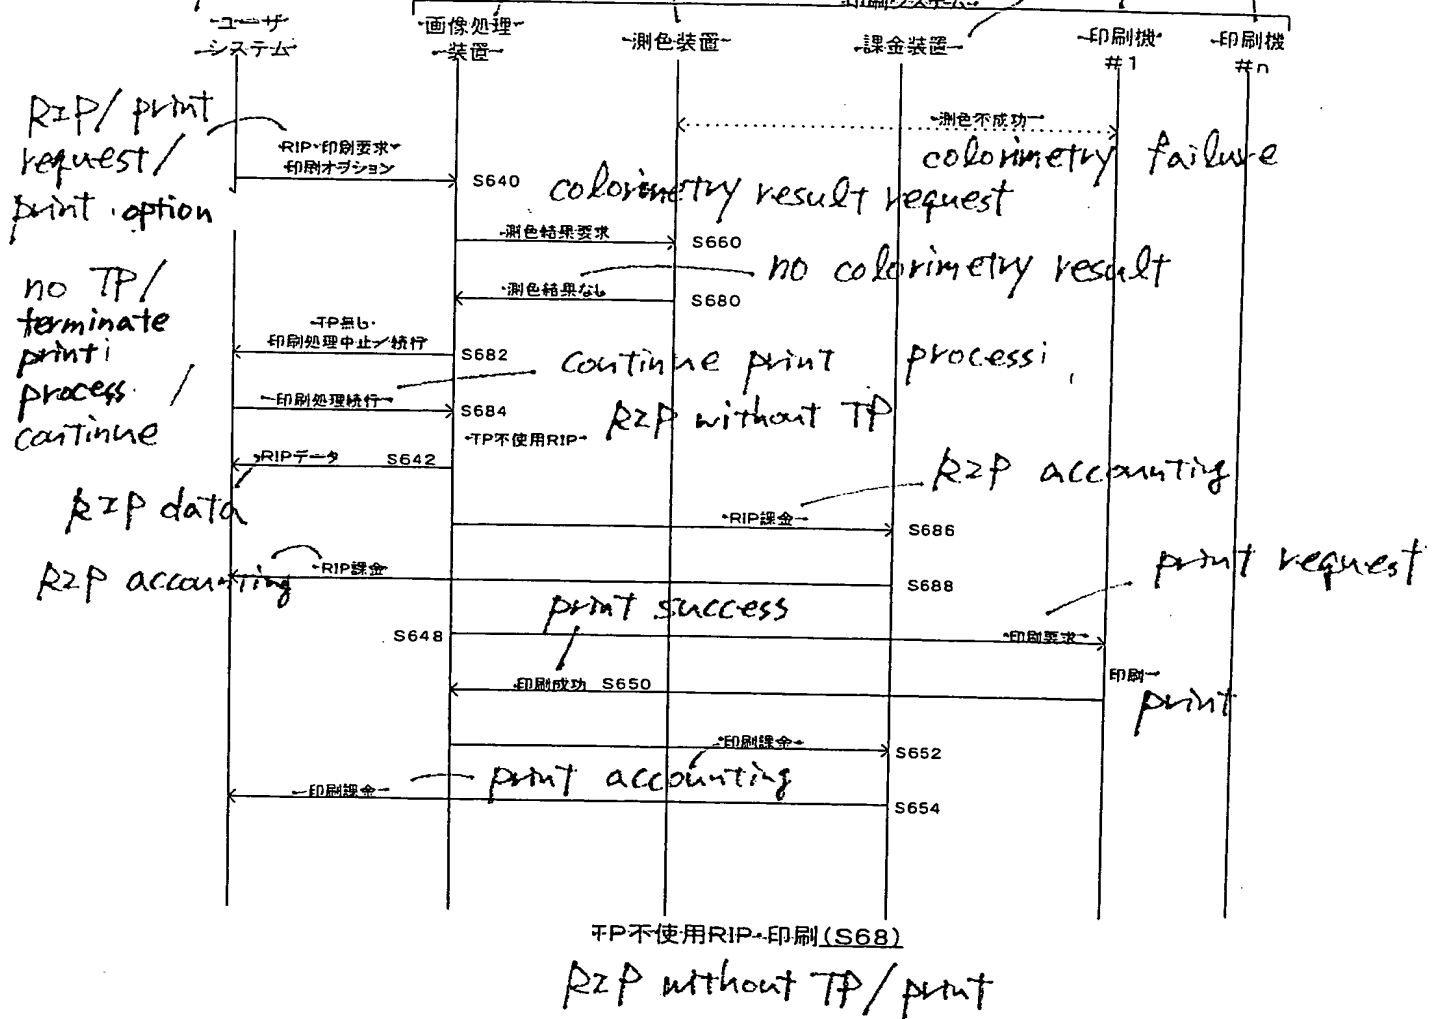 印刷システム
ユーザ
システム
画像処理
装置
測色装置
課金装置
印刷機
#1
印刷機
#n
RIP/print
request/
print option
測色不成功
colorimetry failure
RIP・印刷要求
印刷オプション
S640
colorimetry result request
測色結果要求
S660
no colorimetry result
測色結果なし
S680
no TP/
terminate
print
process /
continue
TP無し
印刷処理中止/続行
S682
continue print process
印刷処理続行
S684
RIP without TP
TP不使用RIP
RIPデータ S642
RIP data
RIP accounting
RIP課金
S686
RIP accounting
RIP課金
S688
print request
print success
S648
印刷要求
印刷
print
印刷成功 S650
印刷課金
S652
print accounting
印刷課金
S654
TP不使用RIP・印刷(S68)
RIP without TP/print